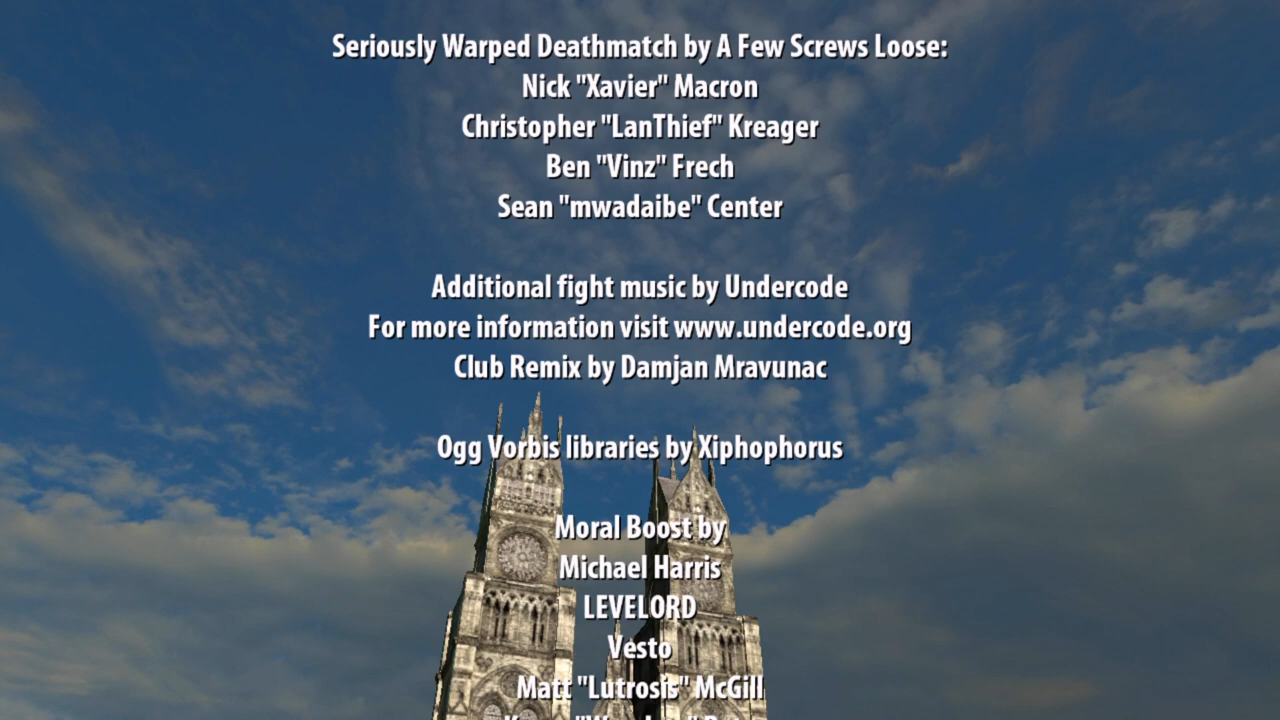 Seriously Warped Deathmatch by A Few Screws Loose:
Nick "Xavier" Macron
Christopher "LanThief" Kreager
Ben "Vinz" Frech
Sean "mwadaibe" Center
Additional fight music by Undercode
For more information visit www.undercode.org
Club Remix by Damjan Mravunac
Ogg Vorbis libraries by Xiphophorus
Moral Boost by
Michael Harris
LEVELORD
Vesto
Matt "Lutrosis" McGill